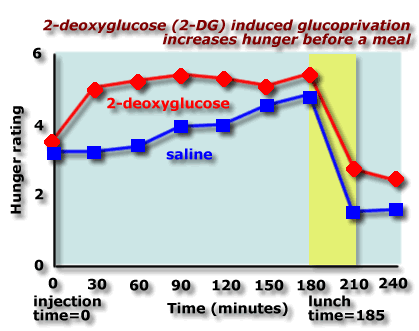 2-deoxyglucose (2-DG) induced glucoprivation
increases hunger before a meal
6
4
2
0
Hunger rating
2-deoxyglucose
saline
0 30 60 90 120 150 180 210 240
injection
time=0
Time (minutes)
lunch
time=185